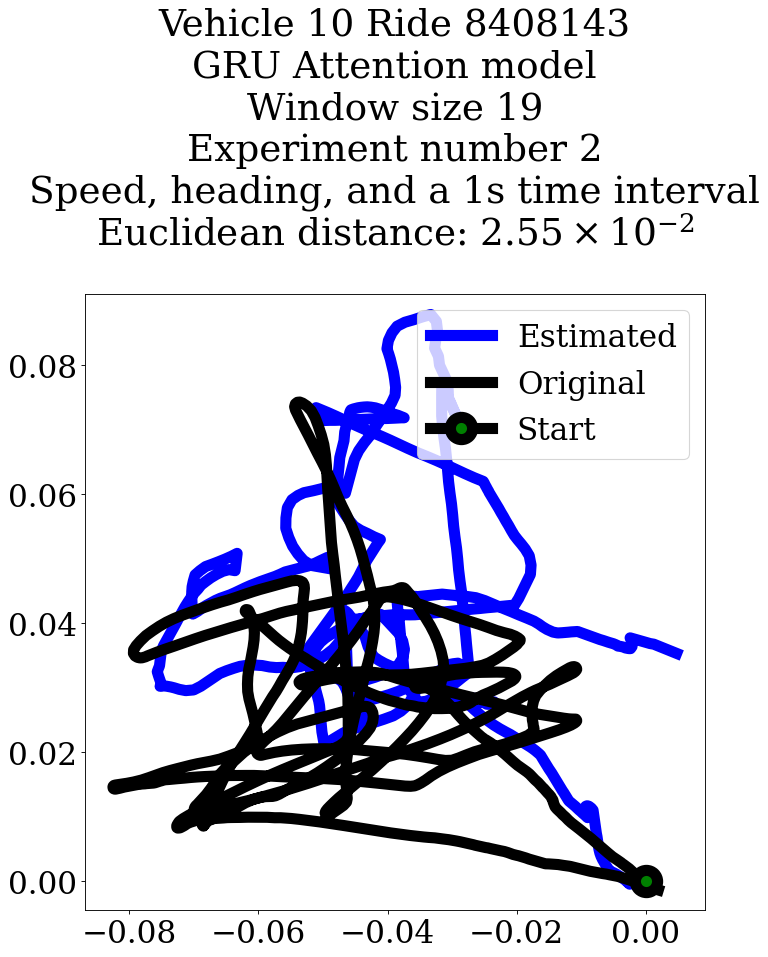 Vehicle 10 Ride 8408143
GRU Attention model
Window size 19
Experiment number 2
Speed, heading, and a 1s time interval
Euclidean distance: 2.55 × 10⁻²
Estimated
Original
Start
0.08
0.06
0.04
0.02
0.00
−0.08 −0.06 −0.04 −0.02 0.00